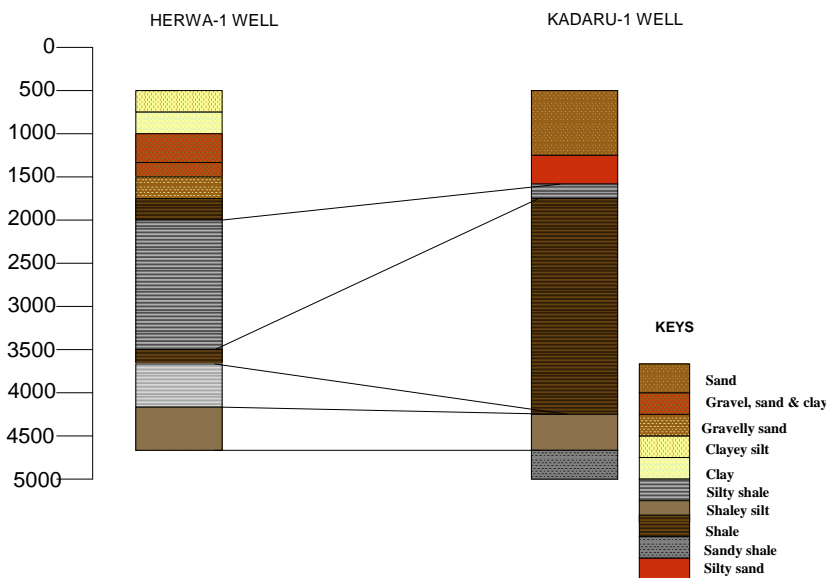 HERWA-1 WELL
KADARU-1 WELL
0
500
1000
1500
2000
2500
3000
3500
4000
4500
5000
KEYS
Sand
Gravel, sand & clay
Gravelly sand
Clayey silt
Clay
Silty shale
Shaley silt
Shale
Sandy shale
Silty sand